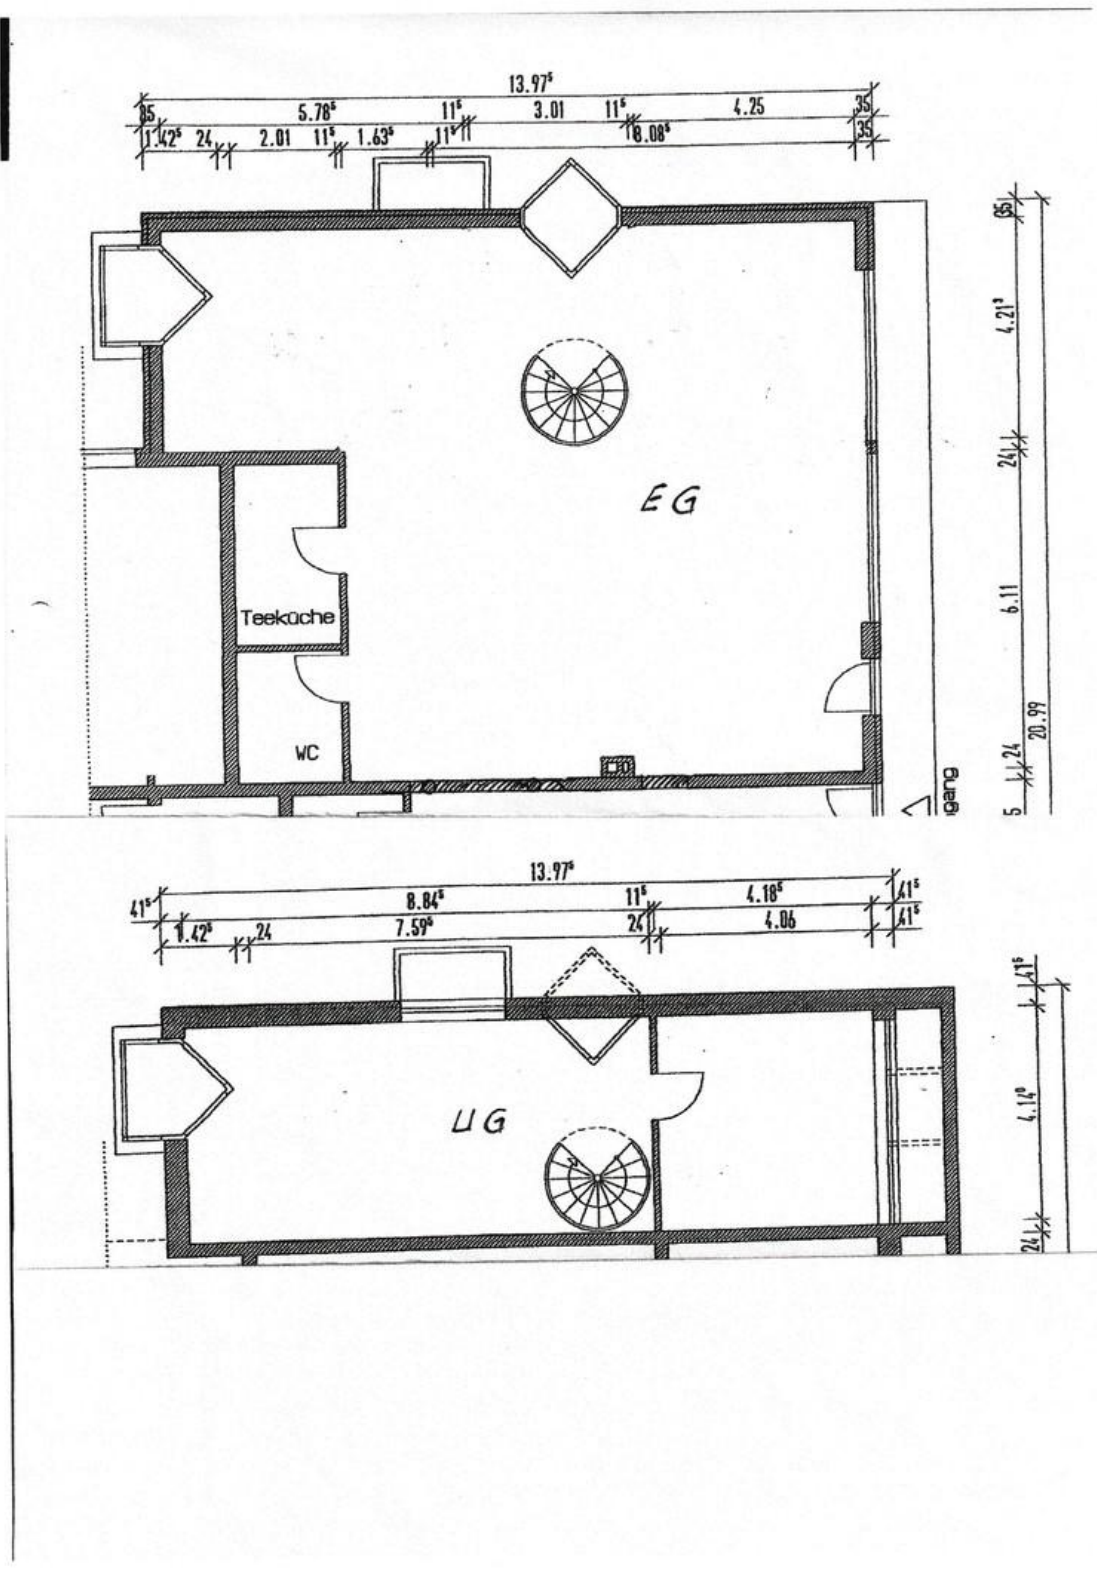 13.97⁵
85 5.78⁵ 11⁵ 3.01 11⁵ 4.25 35
1.42⁵ 24 2.01 11⁵ 1.63⁵ 11⁵ 8.08⁵ 35
35
4.21³
24
EG
6.11
Teeküche
20.99
WC
24
gang
5
13.97⁵
41⁵ 8.84⁵ 11⁵ 4.18⁵ 41⁵
1.42⁵ 24 7.59⁵ 24 4.06 41⁵
41⁵
4.14⁰
UG
24